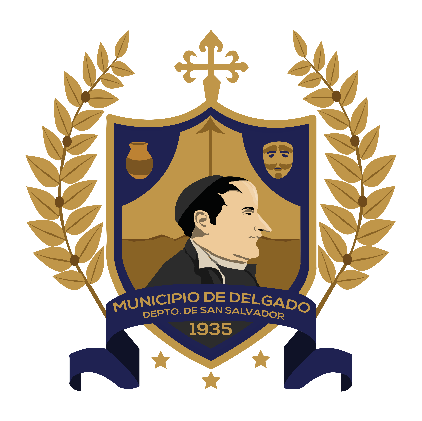 MUNICIPIO DE DELGADO
DEPTO. DE SAN SALVADOR
1935